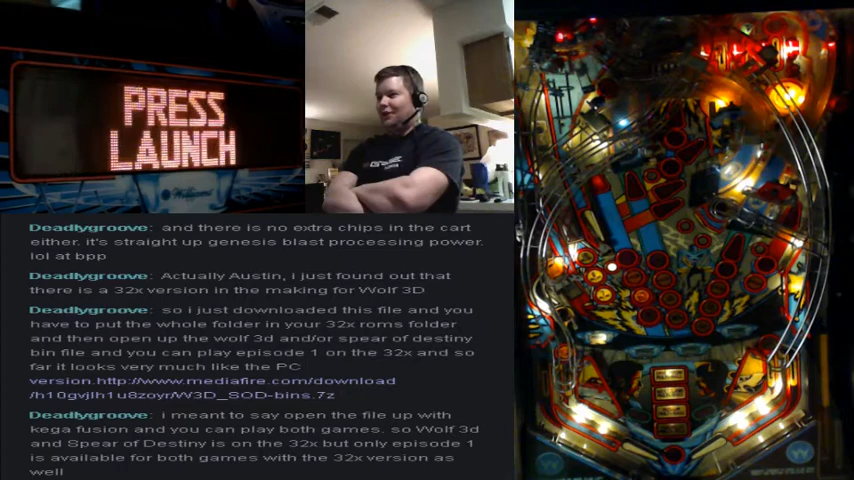 PRESS
LAUNCH
Williams
Deadlygroove: and there is no extra chips in the cart
either. it's straight up genesis blast processing power.
lol at bpp
Deadlygroove: Actually Austin, i just found out that
there is a 32x version in the making for Wolf 3D
Deadlygroove: so i just downloaded this file and you
have to put the whole folder in your 32x roms folder
and then open up the wolf 3d and/or spear of destiny
bin file and you can play episode 1 on the 32x and so
far it looks very much like the PC
version.http://www.mediafire.com/download
/h10gvjlh1u8zoyr/W3D_SOD-bins.7z
Deadlygroove: i meant to say open the file up with
kega fusion and you can play both games. so Wolf 3d
and Spear of Destiny is on the 32x but only episode 1
is available for both games with the 32x version as
well